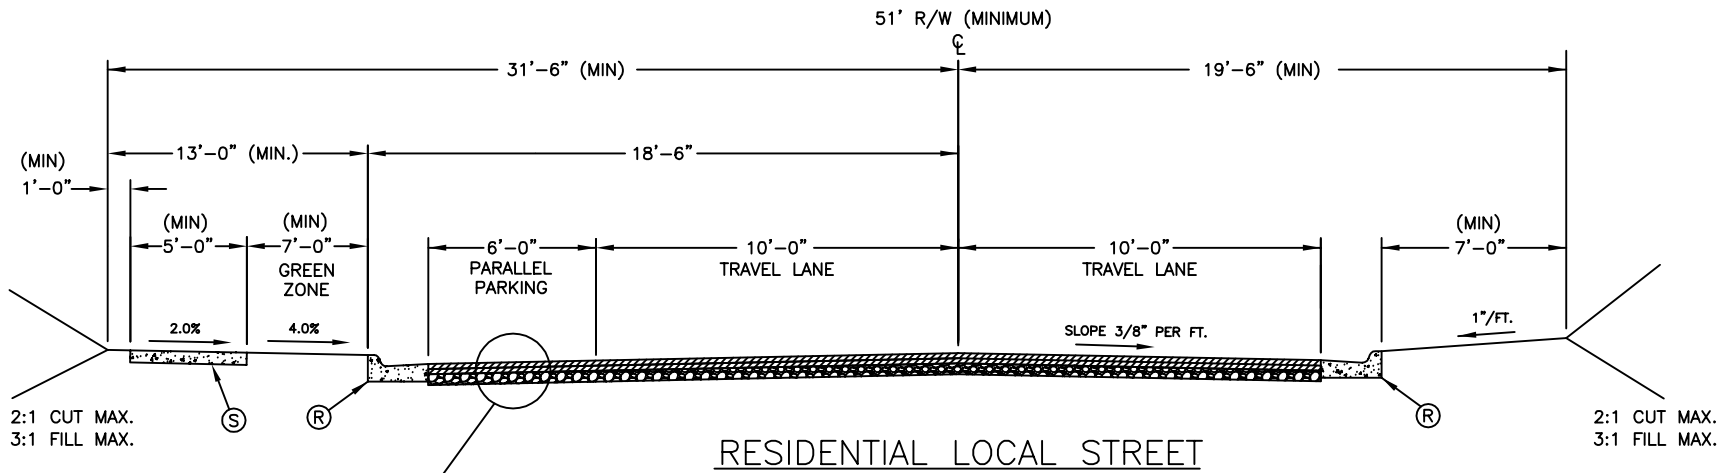 51' R/W (MINIMUM)
℄
31'-6" (MIN)
19'-6" (MIN)
13'-0" (MIN.)
18'-6"
(MIN)
1'-0"
(MIN)
5'-0"
(MIN)
7'-0"
GREEN
ZONE
6'-0"
PARALLEL
PARKING
10'-0"
TRAVEL LANE
10'-0"
TRAVEL LANE
(MIN)
7'-0"
2.0%
4.0%
SLOPE 3/8" PER FT.
1"/FT.
2:1 CUT MAX.
3:1 FILL MAX.
S
R
R
2:1 CUT MAX.
3:1 FILL MAX.
RESIDENTIAL LOCAL STREET